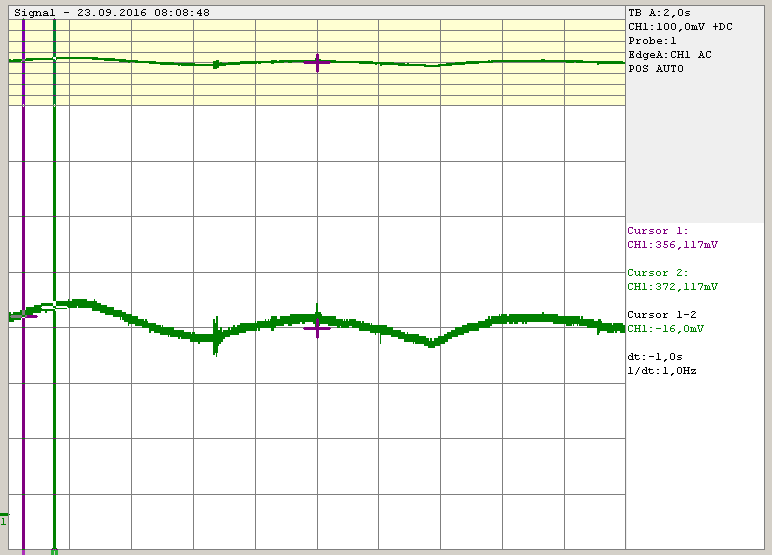 Signal - 23.09.2016 08:08:48
TB A:2,0s
CH1:100,0mV +DC
Probe:1
EdgeA:CH1 AC
POS AUTO
Cursor 1:
CH1:356,117mV
Cursor 2:
CH1:372,117mV
Cursor 1-2
CH1:-16,0mV
dt:-1,0s
1/dt:1,0Hz
1